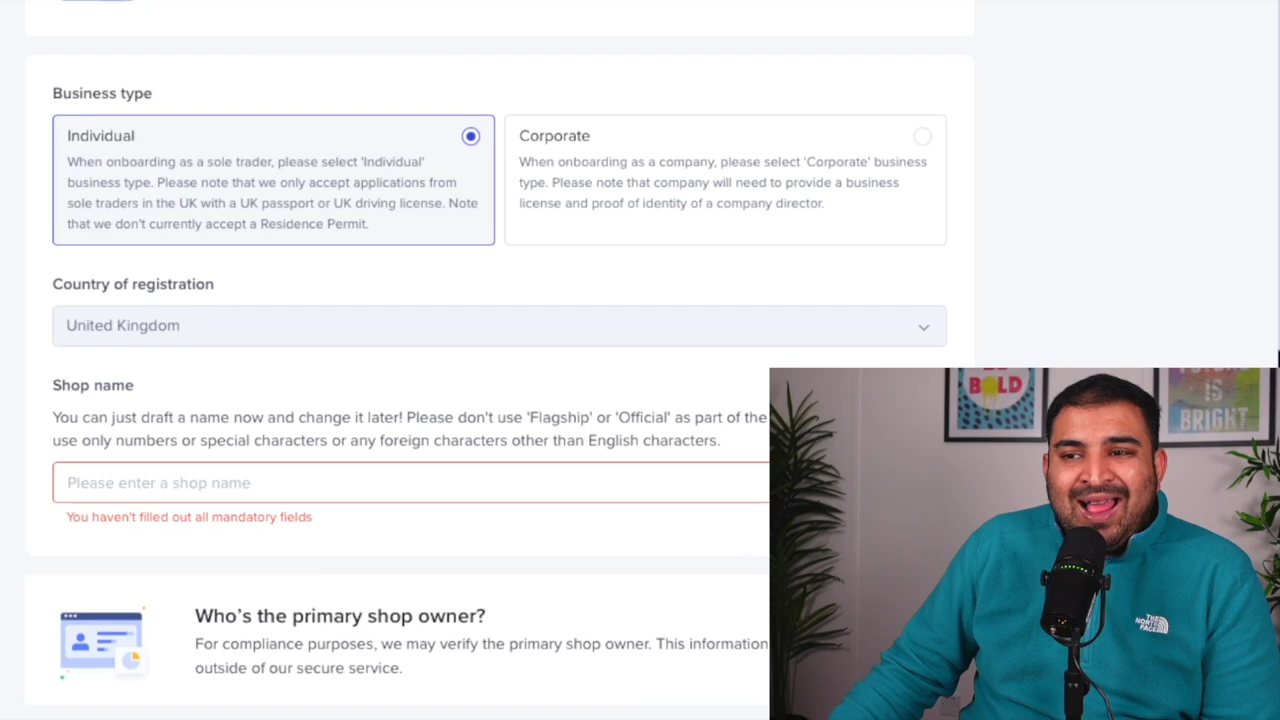 Business type
Individual
When onboarding as a sole trader, please select 'Individual'
business type. Please note that we only accept applications from
sole traders in the UK with a UK passport or UK driving license. Note
that we don't currently accept a Residence Permit.
Corporate
When onboarding as a company, please select 'Corporate' business
type. Please note that company will need to provide a business
license and proof of identity of a company director.
Country of registration
United Kingdom
Shop name
You can just draft a name now and change it later! Please don't use 'Flagship' or 'Official' as part of the
use only numbers or special characters or any foreign characters other than English characters.
Please enter a shop name
You haven't filled out all mandatory fields
Who's the primary shop owner?
For compliance purposes, we may verify the primary shop owner. This information
outside of our secure service.
BOLD
IS
BRIGHT
THE
NORTH
FACE